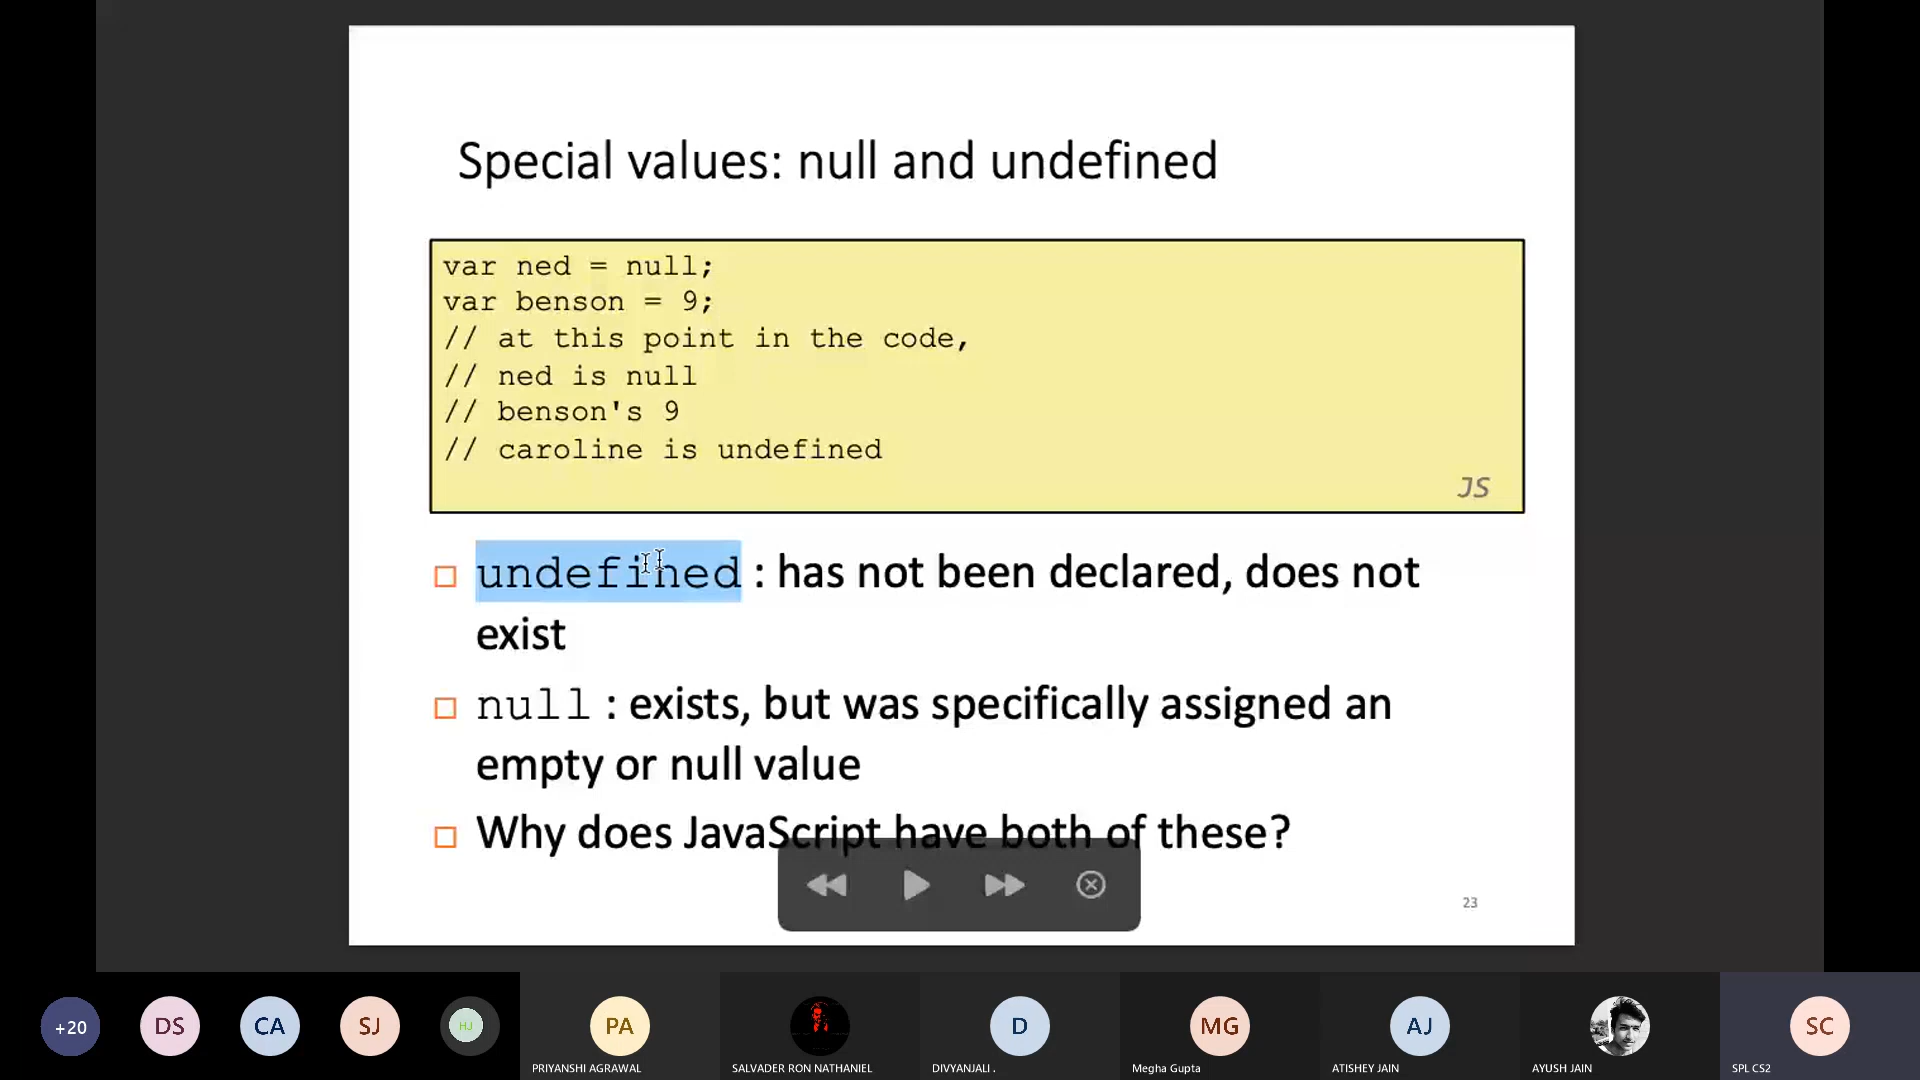 Special values: null and undefined
var ned = null;
var benson = 9;
// at this point in the code,
// ned is null
// benson's 9
// caroline is undefined
JS
undefined : has not been declared, does not
exist
null : exists, but was specifically assigned an
empty or null value
Why does JavaScript have both of these?
23
+20
DS
CA
SJ
HJ
PA
PRIYANSHI AGRAWAL
SALVADER RON NATHANIEL
D
DIVYANJALI .
MG
Megha Gupta
AJ
ATISHEY JAIN
AYUSH JAIN
SC
SPL CS2